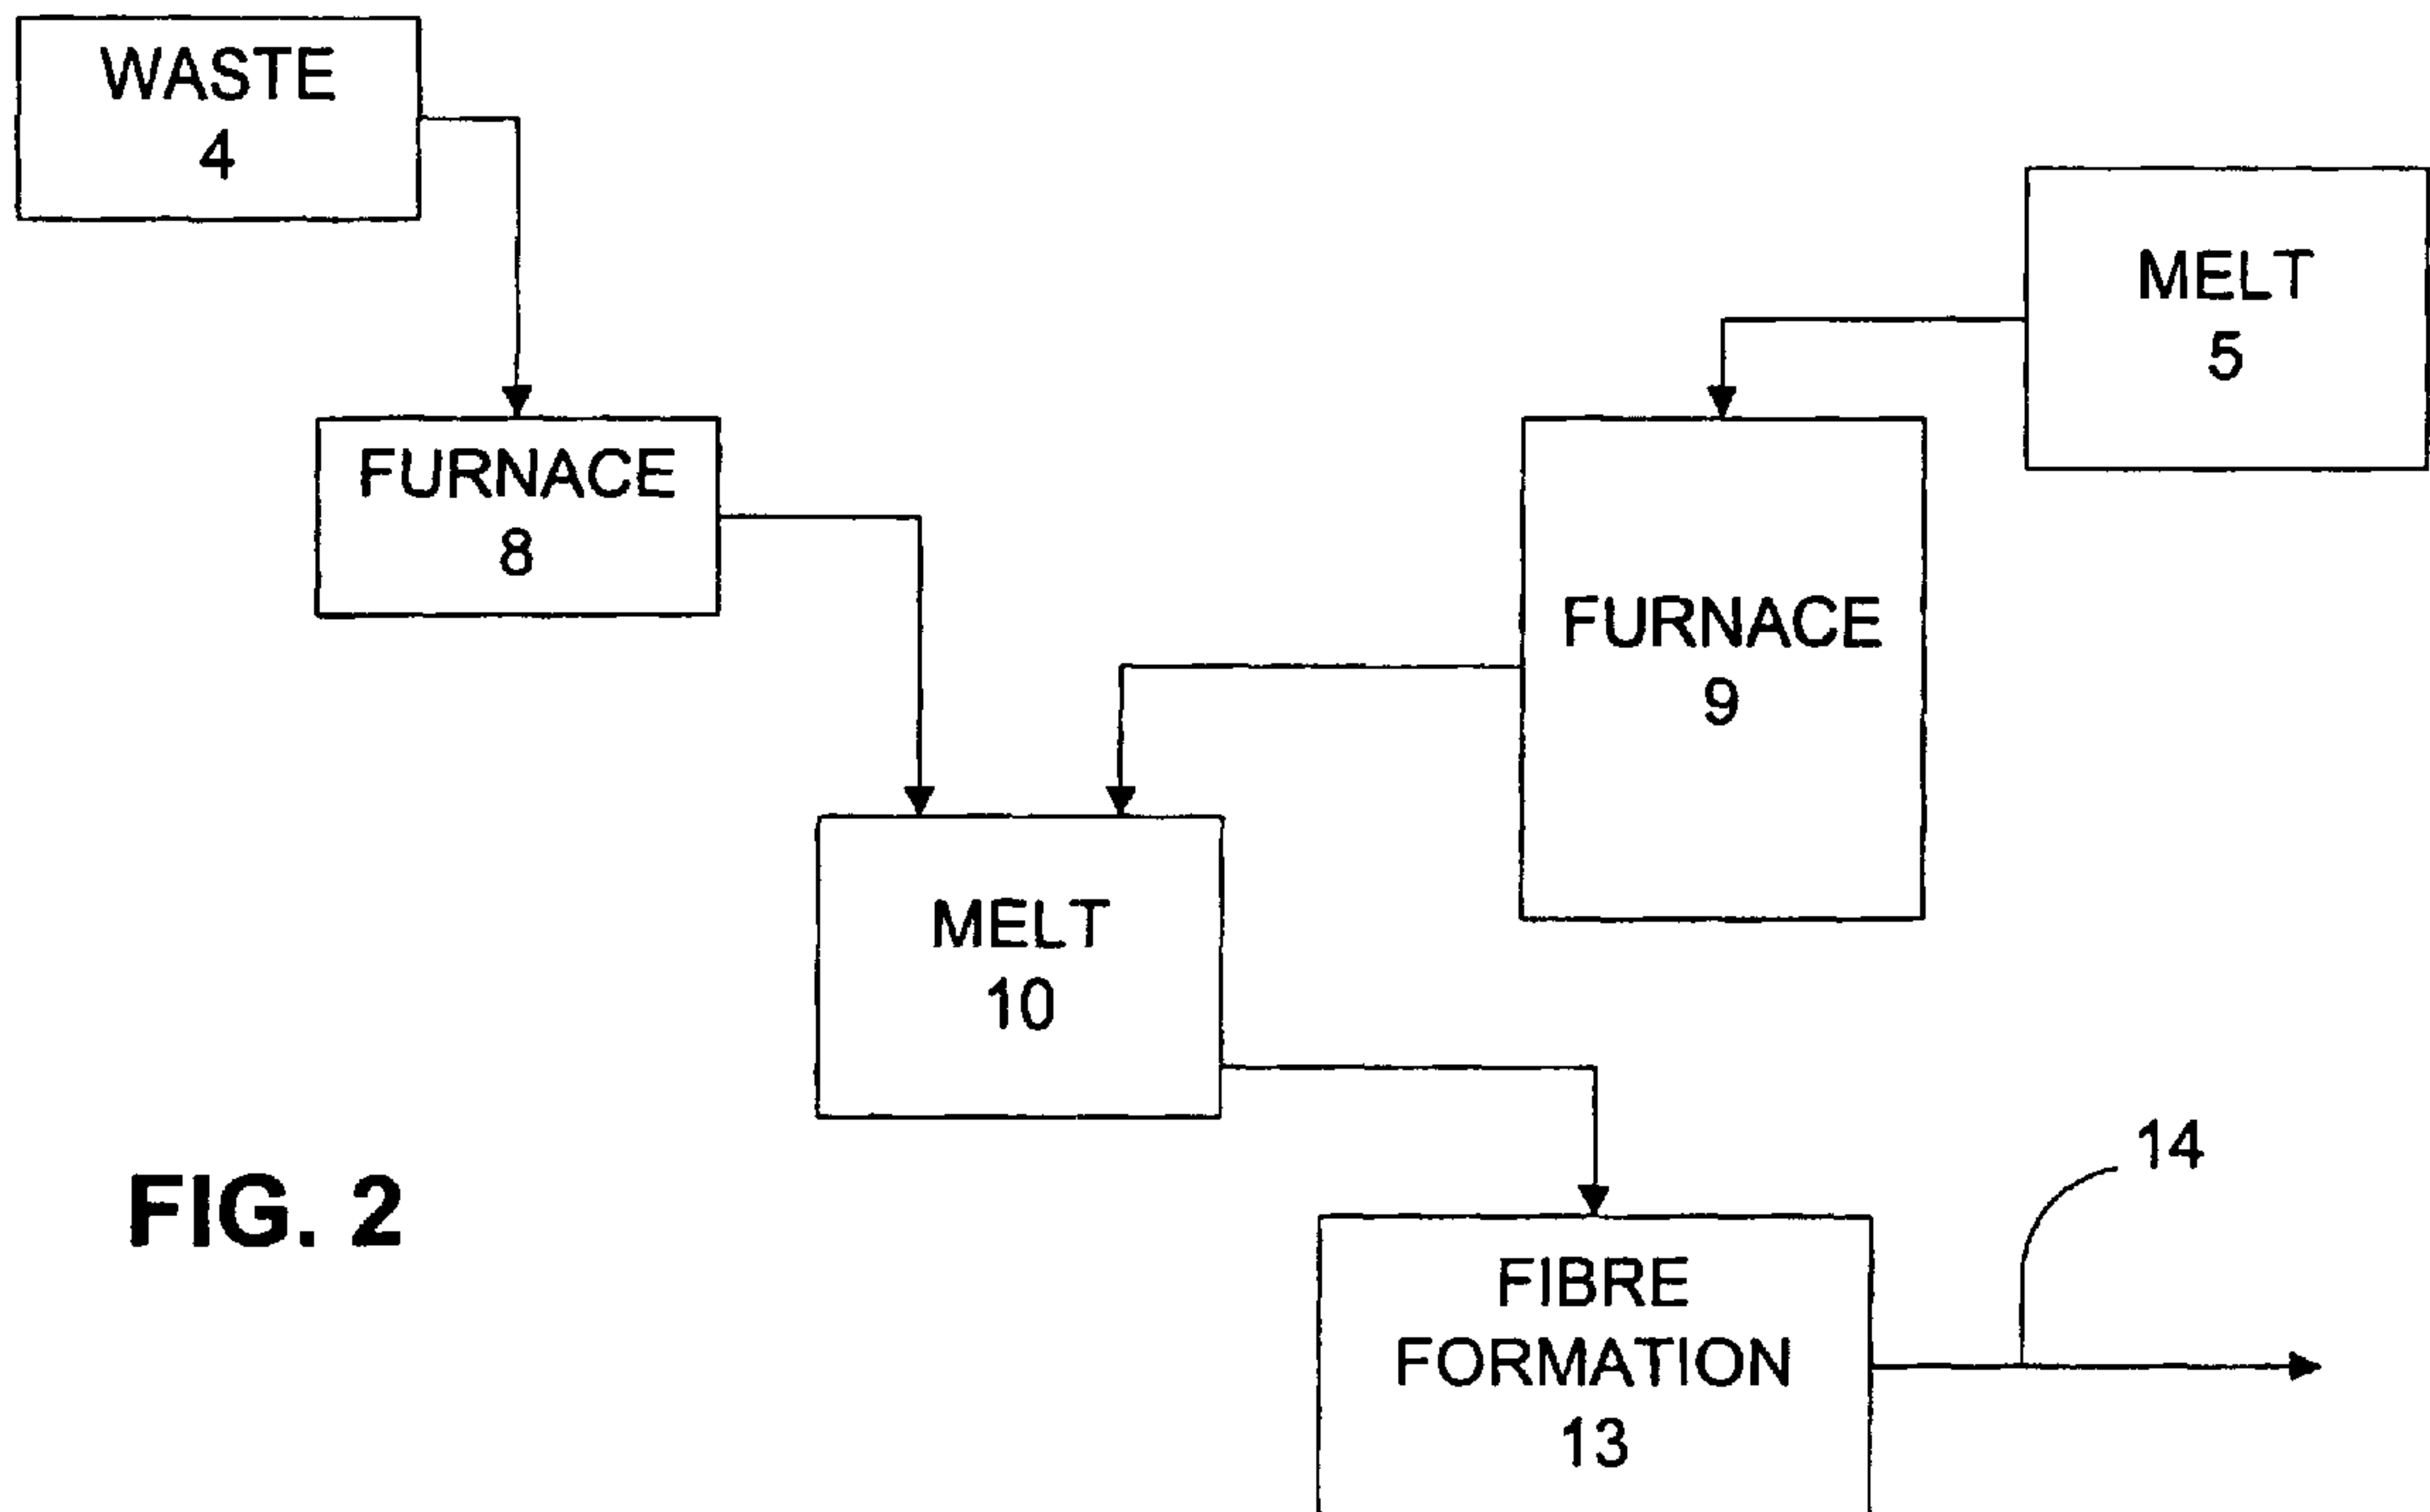 WASTE
4
MELT
5
FURNACE
8
FURNACE
9
MELT
10
14
FIG. 2
FIBRE
FORMATION
13